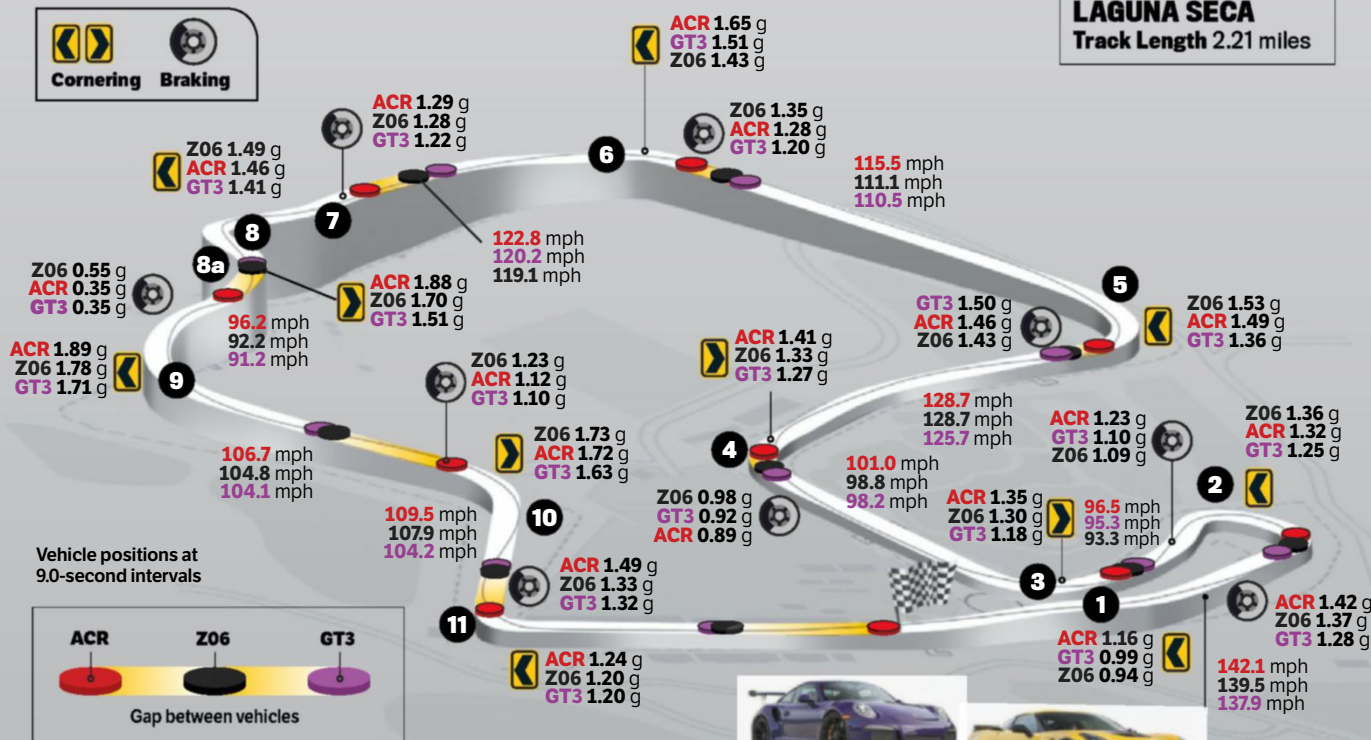 LAGUNA SECA
Track Length 2.21 miles
Cornering Braking
ACR 1.65 g
GT3 1.51 g
Z06 1.43 g
ACR 1.29 g
Z06 1.28 g
GT3 1.22 g
Z06 1.35 g
ACR 1.28 g
GT3 1.20 g
Z06 1.49 g
ACR 1.46 g
GT3 1.41 g
6
115.5 mph
111.1 mph
110.5 mph
7
8
122.8 mph
120.2 mph
119.1 mph
8a
Z06 0.55 g
ACR 0.35 g
GT3 0.35 g
ACR 1.88 g
Z06 1.70 g
GT3 1.51 g
5
GT3 1.50 g
ACR 1.46 g
Z06 1.43 g
Z06 1.53 g
ACR 1.49 g
GT3 1.36 g
96.2 mph
92.2 mph
91.2 mph
ACR 1.41 g
Z06 1.33 g
GT3 1.27 g
ACR 1.89 g
Z06 1.78 g
GT3 1.71 g
9
Z06 1.23 g
ACR 1.12 g
GT3 1.10 g
128.7 mph
128.7 mph
125.7 mph
ACR 1.23 g
GT3 1.10 g
Z06 1.09 g
Z06 1.36 g
ACR 1.32 g
GT3 1.25 g
Z06 1.73 g
ACR 1.72 g
GT3 1.63 g
4
106.7 mph
104.8 mph
104.1 mph
101.0 mph
98.8 mph
98.2 mph
2
Z06 0.98 g
GT3 0.92 g
ACR 0.89 g
ACR 1.35 g
Z06 1.30 g
GT3 1.18 g
96.5 mph
95.3 mph
93.3 mph
109.5 mph
107.9 mph
104.2 mph
10
Vehicle positions at
9.0-second intervals
ACR 1.49 g
Z06 1.33 g
GT3 1.32 g
3
1
ACR 1.42 g
Z06 1.37 g
GT3 1.28 g
11
ACR 1.16 g
GT3 0.99 g
Z06 0.94 g
ACR 1.24 g
Z06 1.20 g
GT3 1.20 g
142.1 mph
139.5 mph
137.9 mph
ACR Z06 GT3
Gap between vehicles